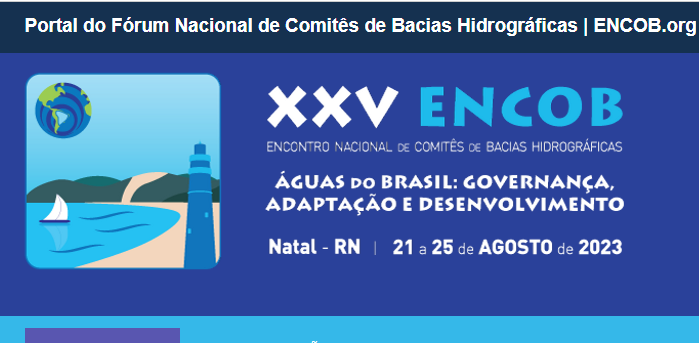 Portal do Fórum Nacional de Comitês de Bacias Hidrográficas | ENCOB.org
XXV ENCOB
ENCONTRO NACIONAL DE COMITÊS DE BACIAS HIDROGRÁFICAS
ÁGUAS DO BRASIL: GOVERNANÇA,
ADAPTAÇÃO E DESENVOLVIMENTO
Natal - RN | 21 a 25 de AGOSTO de 2023